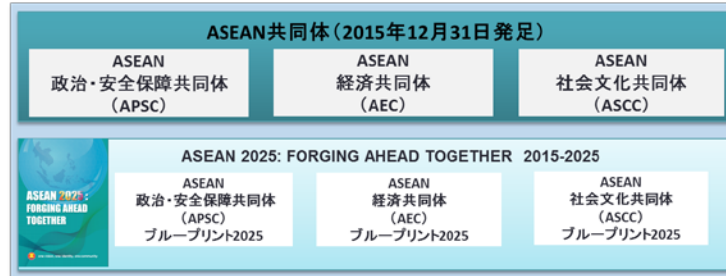 ASEAN共同体（2015年12月31日発足）
ASEAN
政治・安全保障共同体
（APSC）
ASEAN
経済共同体
（AEC）
ASEAN
社会文化共同体
（ASCC）
ASEAN 2025:
FORGING AHEAD
TOGETHER
ASEAN 2025: FORGING AHEAD TOGETHER 2015-2025
ASEAN
政治・安全保障共同体
（APSC）
ブループリント2025
ASEAN
経済共同体
（AEC）
ブループリント2025
ASEAN
社会文化共同体
（ASCC）
ブループリント2025